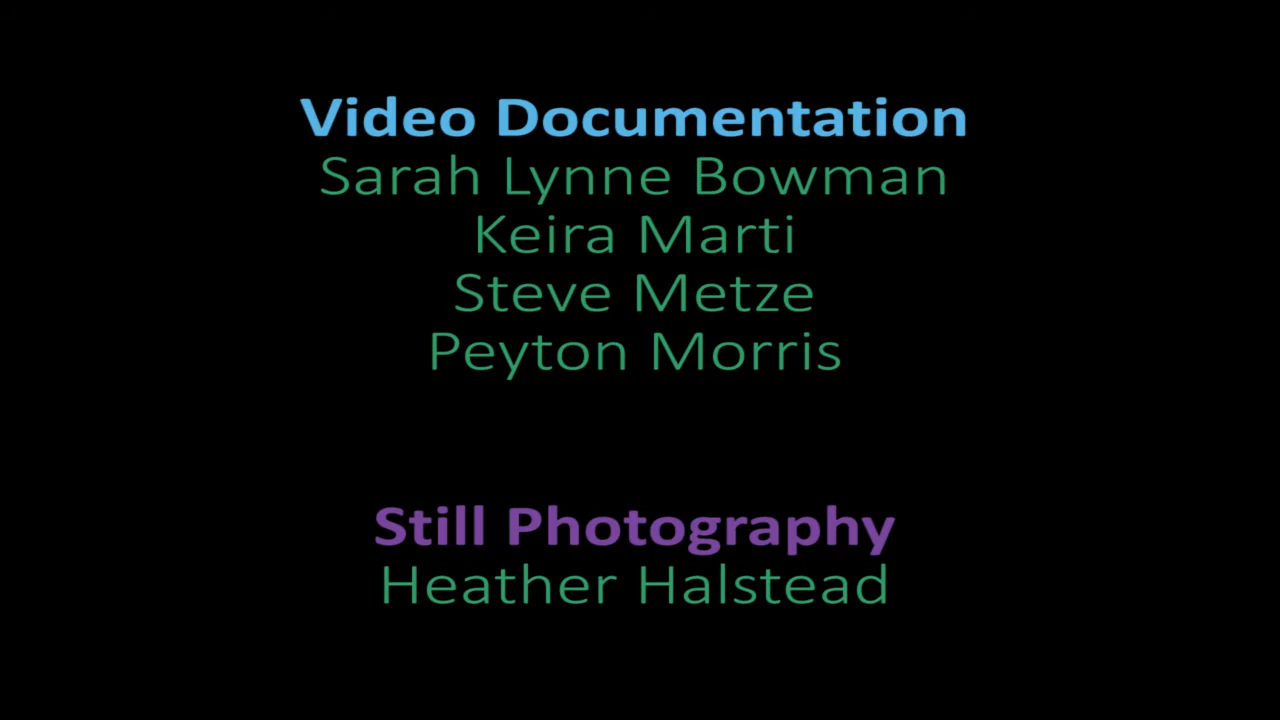 Video Documentation
Sarah Lynne Bowman
Keira Marti
Steve Metze
Peyton Morris
Still Photography
Heather Halstead